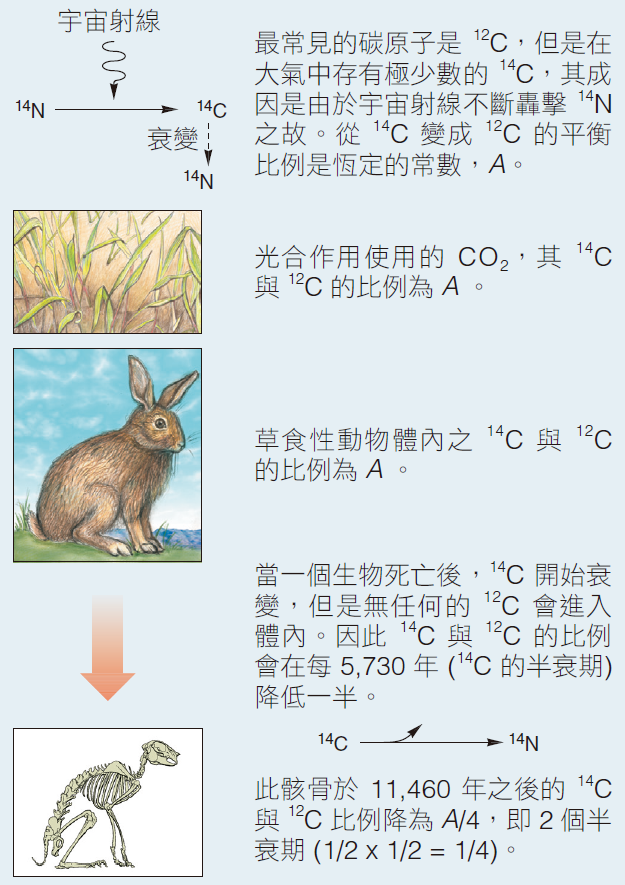 宇宙射線
¹⁴N
¹⁴C
衰變
¹⁴N
最常見的碳原子是 ¹²C，但是在
大氣中存有極少數的 ¹⁴C，其成
因是由於宇宙射線不斷轟擊 ¹⁴N
之故。從 ¹⁴C 變成 ¹²C 的平衡
比例是恆定的常數，A。
光合作用使用的 CO₂，其 ¹⁴C
與 ¹²C 的比例為 A 。
草食性動物體內之 ¹⁴C 與 ¹²C
的比例為 A 。
當一個生物死亡後，¹⁴C 開始衰
變，但是無任何的 ¹²C 會進入
體內。因此 ¹⁴C 與 ¹²C 的比例
會在每 5,730 年 (¹⁴C 的半衰期)
降低一半。
¹⁴C
¹⁴N
此骸骨於 11,460 年之後的 ¹⁴C
與 ¹²C 比例降為 A/4，即 2 個半
衰期 (1/2 x 1/2 = 1/4)。